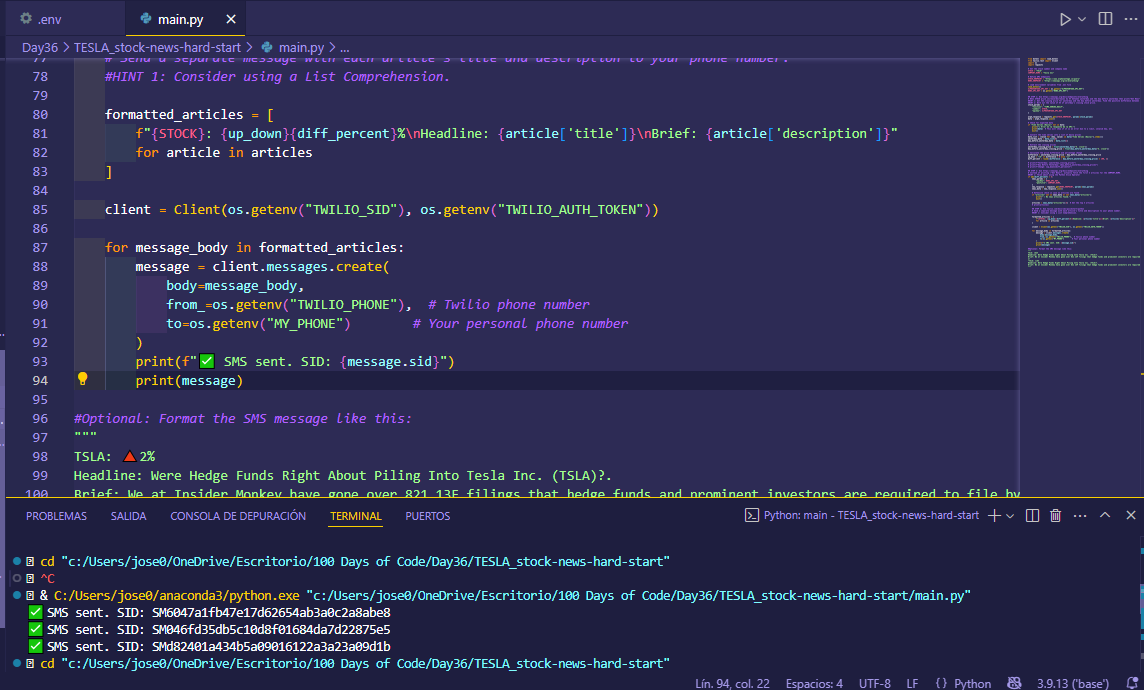 .env
main.py
Day36 > TESLA_stock-news-hard-start > main.py > ...
77 # Send a separate message with each article's title and description to your phone number.
78 #HINT 1: Consider using a List Comprehension.
79
80 formatted_articles = [
81 f"{STOCK}: {up_down}{diff_percent}%\nHeadline: {article['title']}\nBrief: {article['description']}"
82 for article in articles
83 ]
84
85 client = Client(os.getenv("TWILIO_SID"), os.getenv("TWILIO_AUTH_TOKEN"))
86
87 for message_body in formatted_articles:
88 message = client.messages.create(
89 body=message_body,
90 from_=os.getenv("TWILIO_PHONE"), # Twilio phone number
91 to=os.getenv("MY_PHONE") # Your personal phone number
92 )
93 print(f"✅ SMS sent. SID: {message.sid}")
94 print(message)
95
96 #Optional: Format the SMS message like this:
97 """
98 TSLA: 🔺2%
99 Headline: Were Hedge Funds Right About Piling Into Tesla Inc. (TSLA)?.
100 Brief: We at Insider Monkey have gone over 821 13F filings that hedge funds and prominent investors are required to file by
PROBLEMAS SALIDA CONSOLA DE DEPURACIÓN TERMINAL PUERTOS
Python: main - TESLA_stock-news-hard-start
cd "c:/Users/jose0/OneDrive/Escritorio/100 Days of Code/Day36/TESLA_stock-news-hard-start"
^C
& C:/Users/jose0/anaconda3/python.exe "c:/Users/jose0/OneDrive/Escritorio/100 Days of Code/Day36/TESLA_stock-news-hard-start/main.py"
✅ SMS sent. SID: SM6047a1fb47e17d62654ab3a0c2a8abe8
✅ SMS sent. SID: SM046fd35db5c10d8f01684da7d22875e5
✅ SMS sent. SID: SMd82401a434b5a09016122a3a23a09d1b
cd "c:/Users/jose0/OneDrive/Escritorio/100 Days of Code/Day36/TESLA_stock-news-hard-start"
Lín. 94, col. 22 Espacios: 4 UTF-8 LF {} Python 3.9.13 ('base')